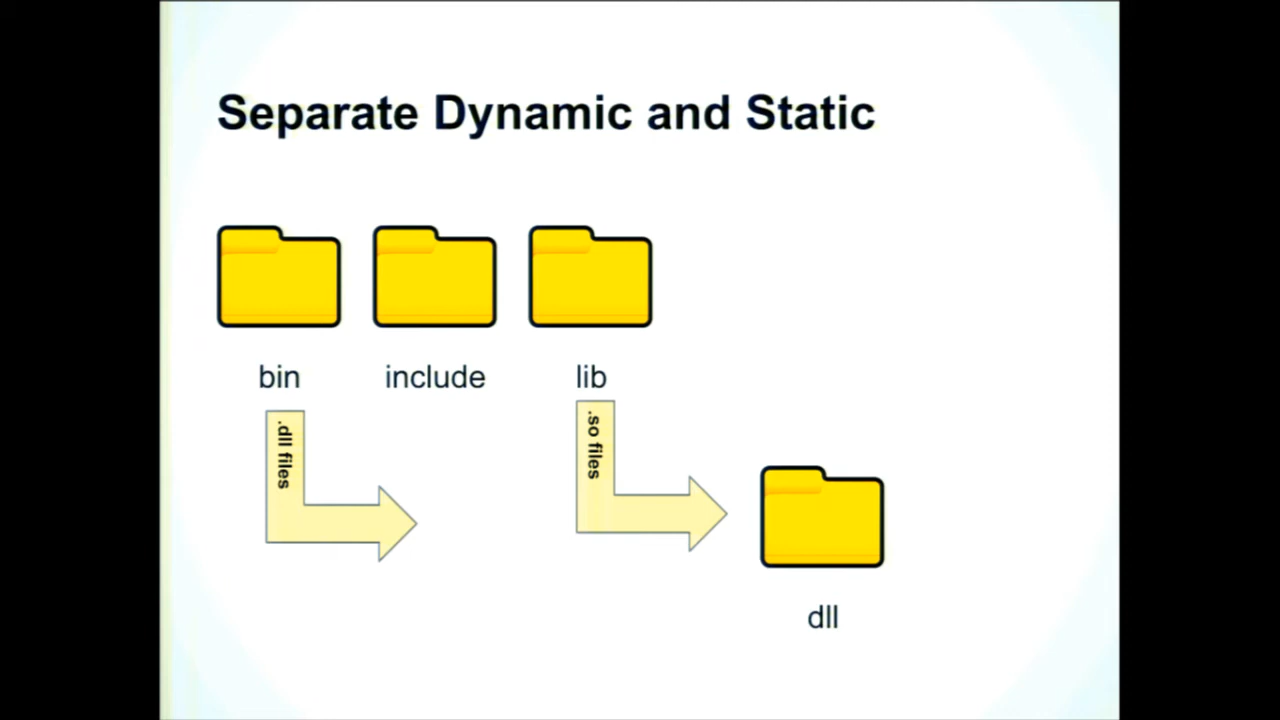 Separate Dynamic and Static
bin
include
lib
.dll files
.so files
dll